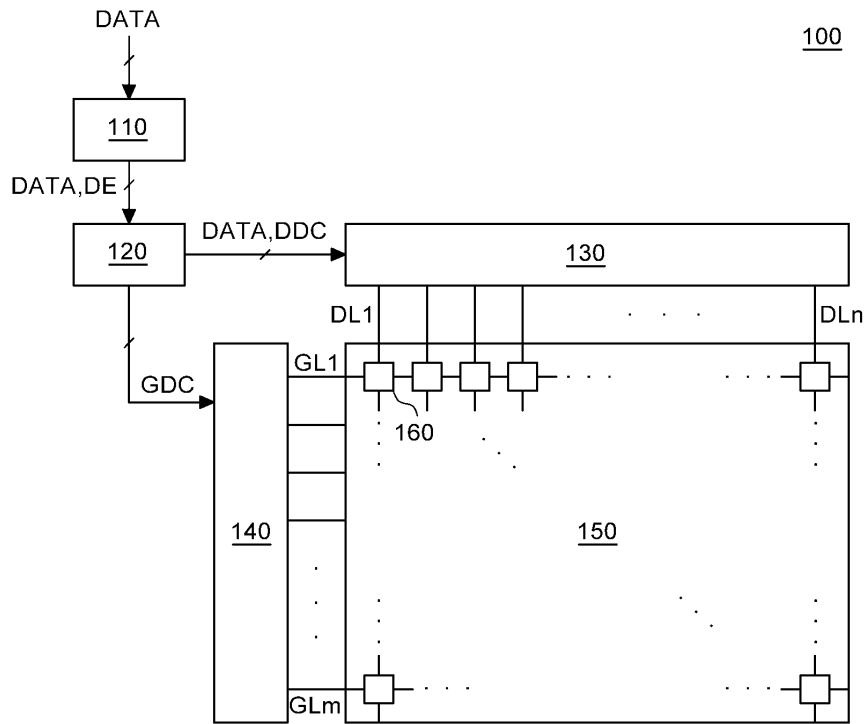 DATA
100
110
DATA,DE
120
DATA,DDC
130
DL1
DLn
GDC
GL1
160
140
150
GLm